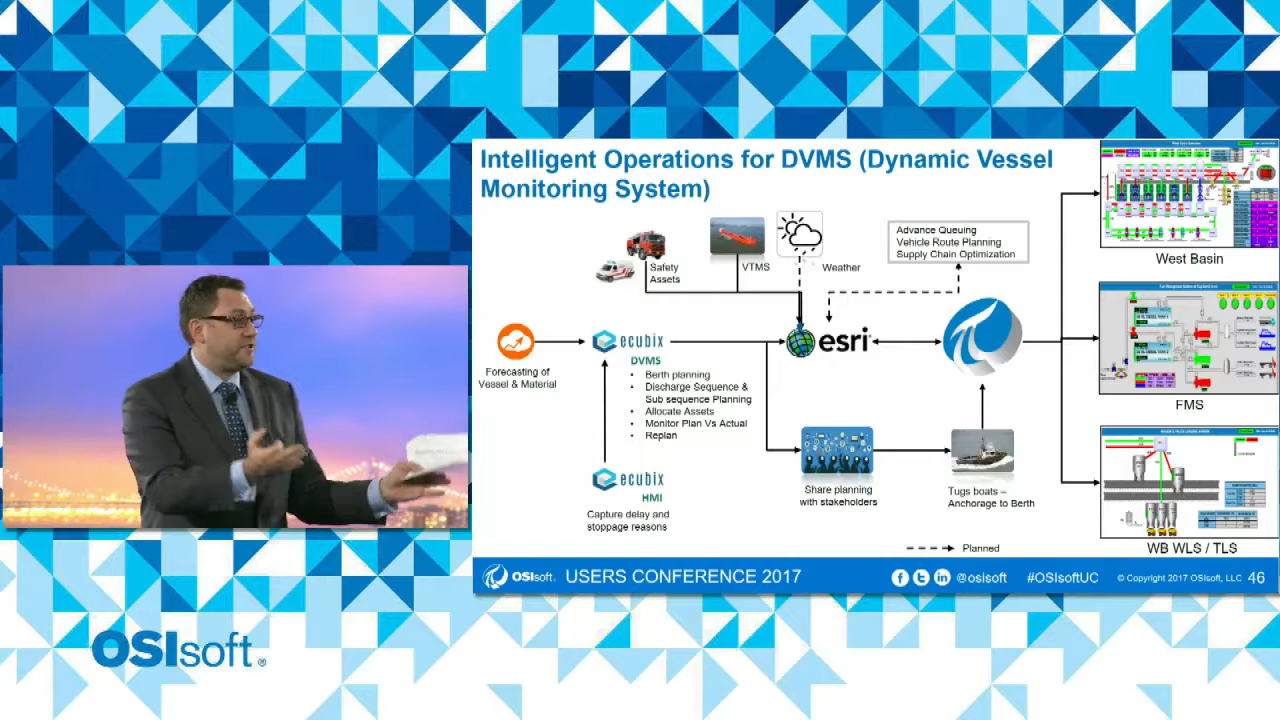 Intelligent Operations for DVMS (Dynamic Vessel
Monitoring System)
Safety
Assets
VTMS
Weather
Advance Queuing
Vehicle Route Planning
Supply Chain Optimization
West Basin
Forecasting of
Vessel & Material
ecubix
DVMS
• Berth planning
• Discharge Sequence &
Sub sequence Planning
• Allocate Assets
• Monitor Plan Vs Actual
• Replan
esri
FMS
ecubix
HMI
Capture delay and
stoppage reasons
Share planning
with stakeholders
Tugs boats –
Anchorage to Berth
WB WLS / TLS
Planned
OSIsoft. USERS CONFERENCE 2017
@osisoft #OSIsoftUC © Copyright 2017 OSIsoft, LLC 46
OSIsoft®